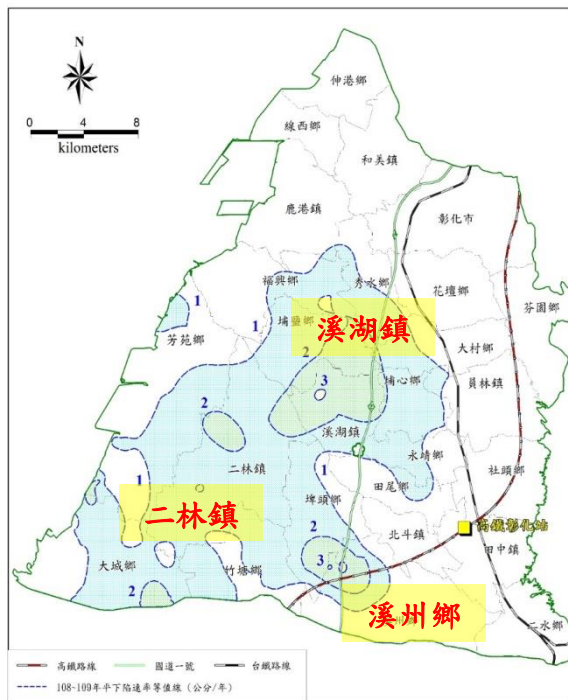 N
0 4 8
kilometers
伸港鄉
線西鄉
和美鎮
鹿港鎮
彰化市
福興鄉
秀水鄉
花壇鄉
芬園鄉
1
1
埔鹽鄉
溪湖鎮
芳苑鄉
2
大村鄉
員林鎮
3
埔心鄉
2
溪湖鎮
永靖鄉
二林鎮
1
社頭鄉
1
埤頭鄉
田尾鄉
二林鎮
2
北斗鎮
高鐵彰化站
田中鎮
3
大城鄉
竹塘鄉
2
溪州鄉
二水鄉
高鐵路線
國道一號
台鐵路線
108-109年平下陷速率等值線 (公分/年)